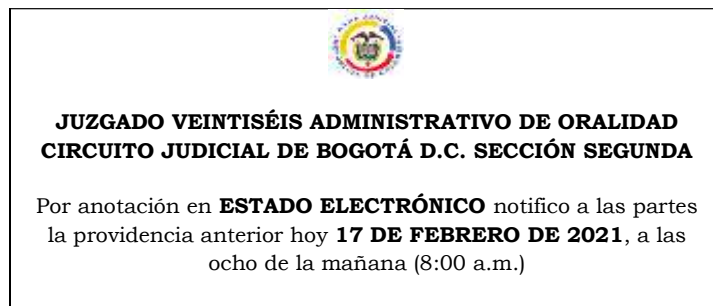 JUZGADO VEINTISÉIS ADMINISTRATIVO DE ORALIDAD
CIRCUITO JUDICIAL DE BOGOTÁ D.C. SECCIÓN SEGUNDA
Por anotación en ESTADO ELECTRÓNICO notifico a las partes
la providencia anterior hoy 17 DE FEBRERO DE 2021, a las
ocho de la mañana (8:00 a.m.)